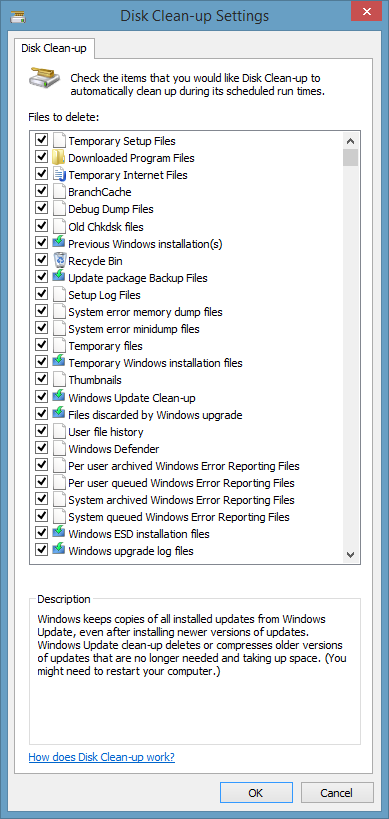 Disk Clean-up Settings
Disk Clean-up
Check the items that you would like Disk Clean-up to
automatically clean up during its scheduled run times.
Files to delete:
Temporary Setup Files
Downloaded Program Files
Temporary Internet Files
BranchCache
Debug Dump Files
Old Chkdsk files
Previous Windows installation(s)
Recycle Bin
Update package Backup Files
Setup Log Files
System error memory dump files
System error minidump files
Temporary files
Temporary Windows installation files
Thumbnails
Windows Update Clean-up
Files discarded by Windows upgrade
User file history
Windows Defender
Per user archived Windows Error Reporting Files
Per user queued Windows Error Reporting Files
System archived Windows Error Reporting Files
System queued Windows Error Reporting Files
Windows ESD installation files
Windows upgrade log files
Description
Windows keeps copies of all installed updates from Windows
Update, even after installing newer versions of updates.
Windows Update clean-up deletes or compresses older versions
of updates that are no longer needed and taking up space. (You
might need to restart your computer.)
How does Disk Clean-up work?
OK
Cancel